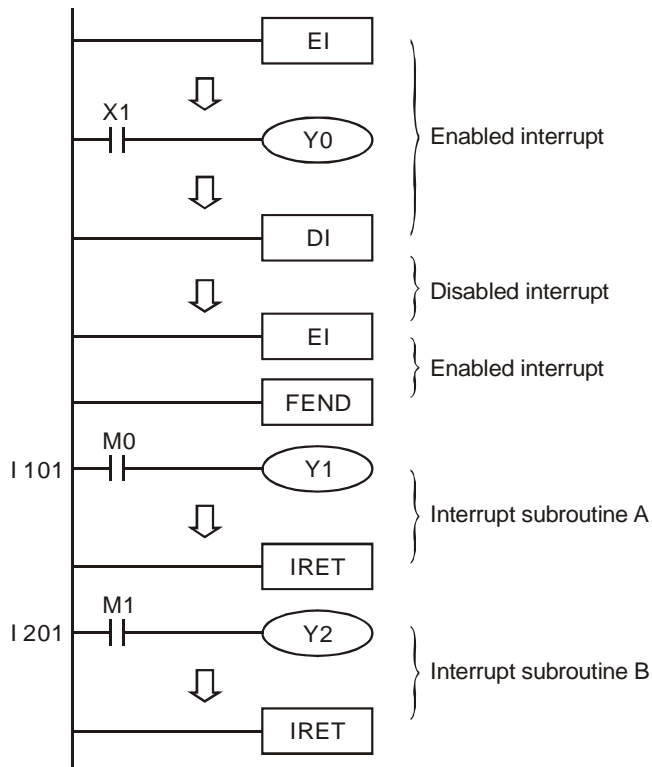 EI
X1
Y0
Enabled interrupt
DI
Disabled interrupt
EI
Enabled interrupt
FEND
M0
I 101
Y1
Interrupt subroutine A
IRET
M1
I 201
Y2
Interrupt subroutine B
IRET